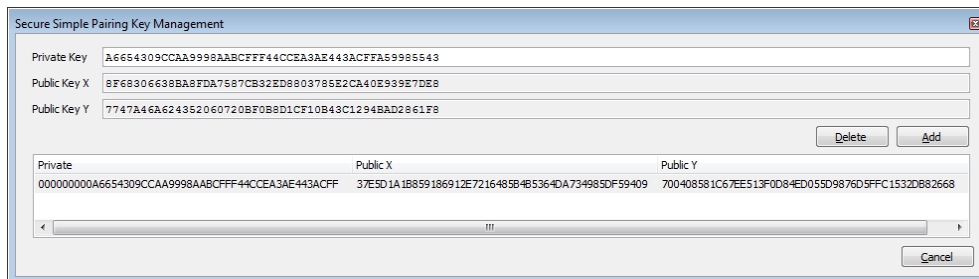 Secure Simple Pairing Key Management
Private Key A6654309CCAA9998AABCFFF44CCEA3AE443ACFFA59985543
Public Key X 8F68306638BA8FDA7587CB32ED8803785E2CA40E939E7DE8
Public Key Y 7747A46A624352060720BF0B8D1CF10B43C1294BAD2861F8
Delete Add
Private Public X Public Y
000000000A6654309CCAA9998AABCFFF44CCEA3AE443ACFF 37E5D1A1B859186912E7216485B4B5364DA734985DF59409 700408581C67EE513F0D84ED055D9876D5FFC1532DB82668
Cancel